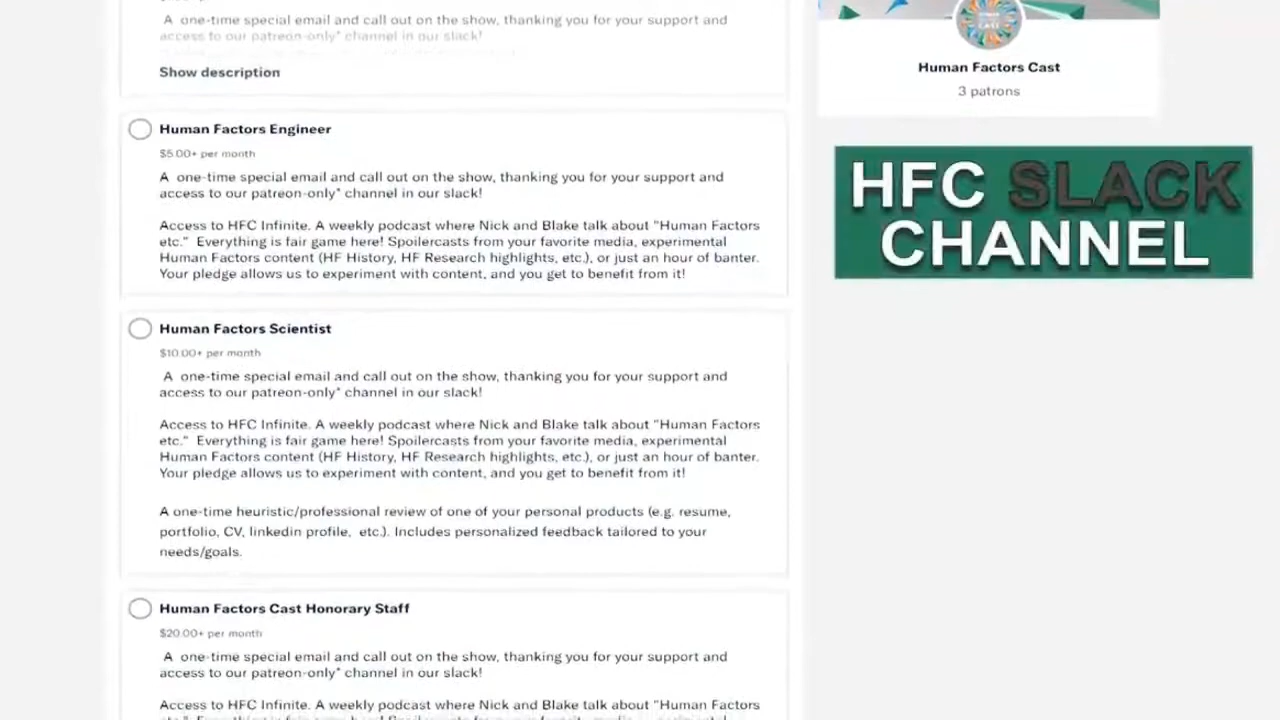 A one-time special email and call out on the show, thanking you for your support and
access to our patreon-only* channel in our slack!
Show description
Human Factors Engineer
$5.00+ per month
A one-time special email and call out on the show, thanking you for your support and
access to our patreon-only* channel in our slack!
Access to HFC Infinite. A weekly podcast where Nick and Blake talk about "Human Factors
etc." Everything is fair game here! Spoilercasts from your favorite media, experimental
Human Factors content (HF History, HF Research highlights, etc.), or just an hour of banter.
Your pledge allows us to experiment with content, and you get to benefit from it!
Human Factors Scientist
$10.00+ per month
A one-time special email and call out on the show, thanking you for your support and
access to our patreon-only* channel in our slack!
Access to HFC Infinite. A weekly podcast where Nick and Blake talk about "Human Factors
etc." Everything is fair game here! Spoilercasts from your favorite media, experimental
Human Factors content (HF History, HF Research highlights, etc.), or just an hour of banter.
Your pledge allows us to experiment with content, and you get to benefit from it!
A one-time heuristic/professional review of one of your personal products (e.g. resume,
portfolio, CV, linkedin profile, etc.). Includes personalized feedback tailored to your
needs/goals.
Human Factors Cast Honorary Staff
$20.00+ per month
A one-time special email and call out on the show, thanking you for your support and
access to our patreon-only* channel in our slack!
Access to HFC Infinite. A weekly podcast where Nick and Blake talk about "Human Factors
Human Factors Cast
3 patrons
HFC SLACK
CHANNEL